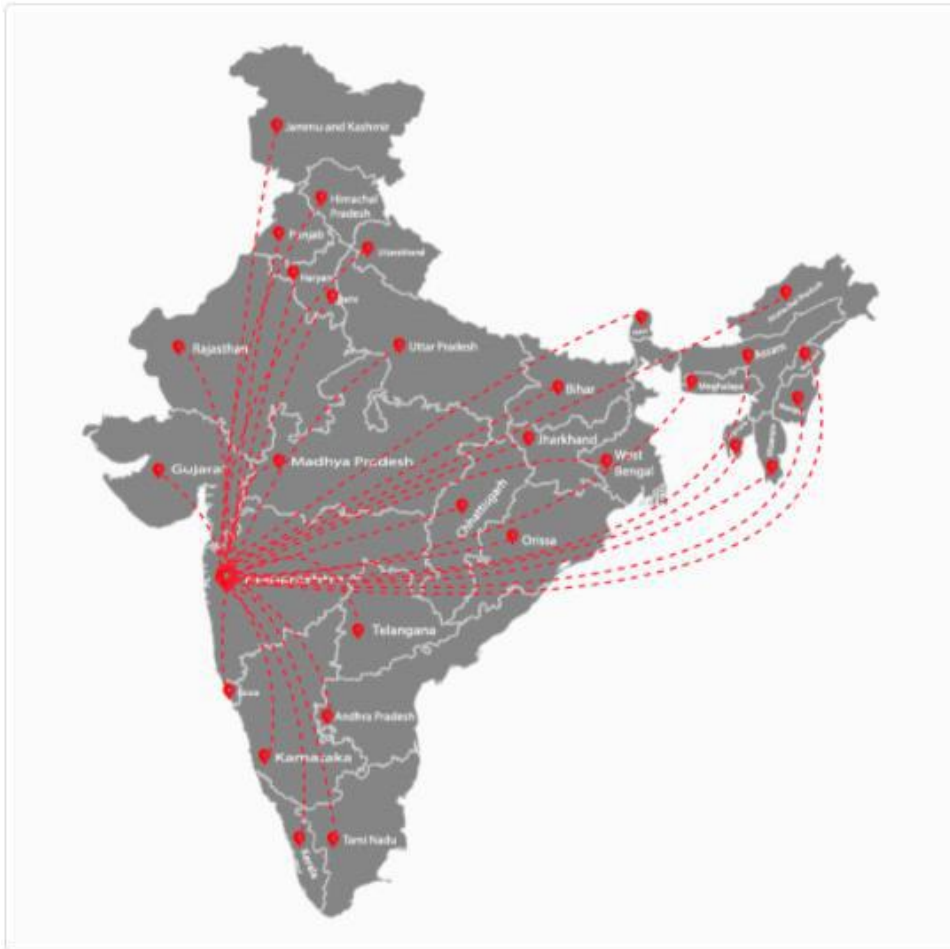 Jammu and Kashmir
Himachal
Pradesh
Punjab
Haryan
Rajasthan
Uttar Pradesh
Assam
Meghalaya
Bihar
Jharkhand
West
Bengal
Gujarat
Madhya Pradesh
Chhattisgarh
Orissa
Telangana
Goa
Andhra Pradesh
Karnataka
Kerala
Tamil Nadu